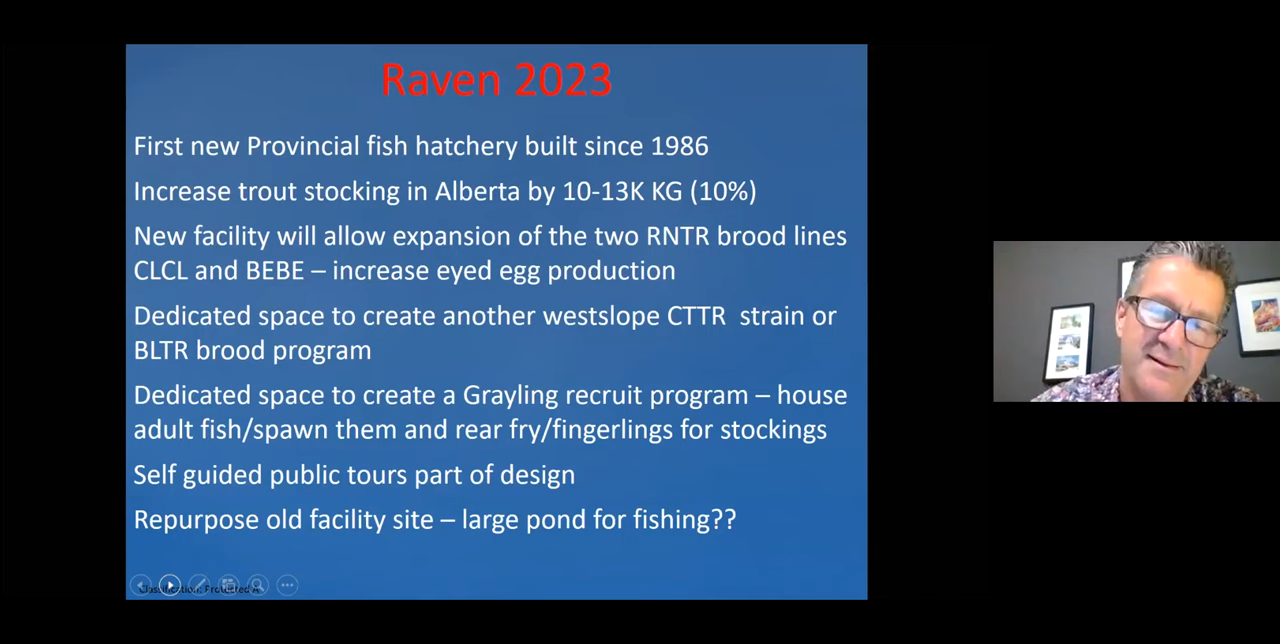 Raven 2023
First new Provincial fish hatchery built since 1986
Increase trout stocking in Alberta by 10-13K KG (10%)
New facility will allow expansion of the two RNTR brood lines
CLCL and BEBE – increase eyed egg production
Dedicated space to create another westslope CTTR strain or
BLTR brood program
Dedicated space to create a Grayling recruit program – house
adult fish/spawn them and rear fry/fingerlings for stockings
Self guided public tours part of design
Repurpose old facility site – large pond for fishing??
Classification: Protected A